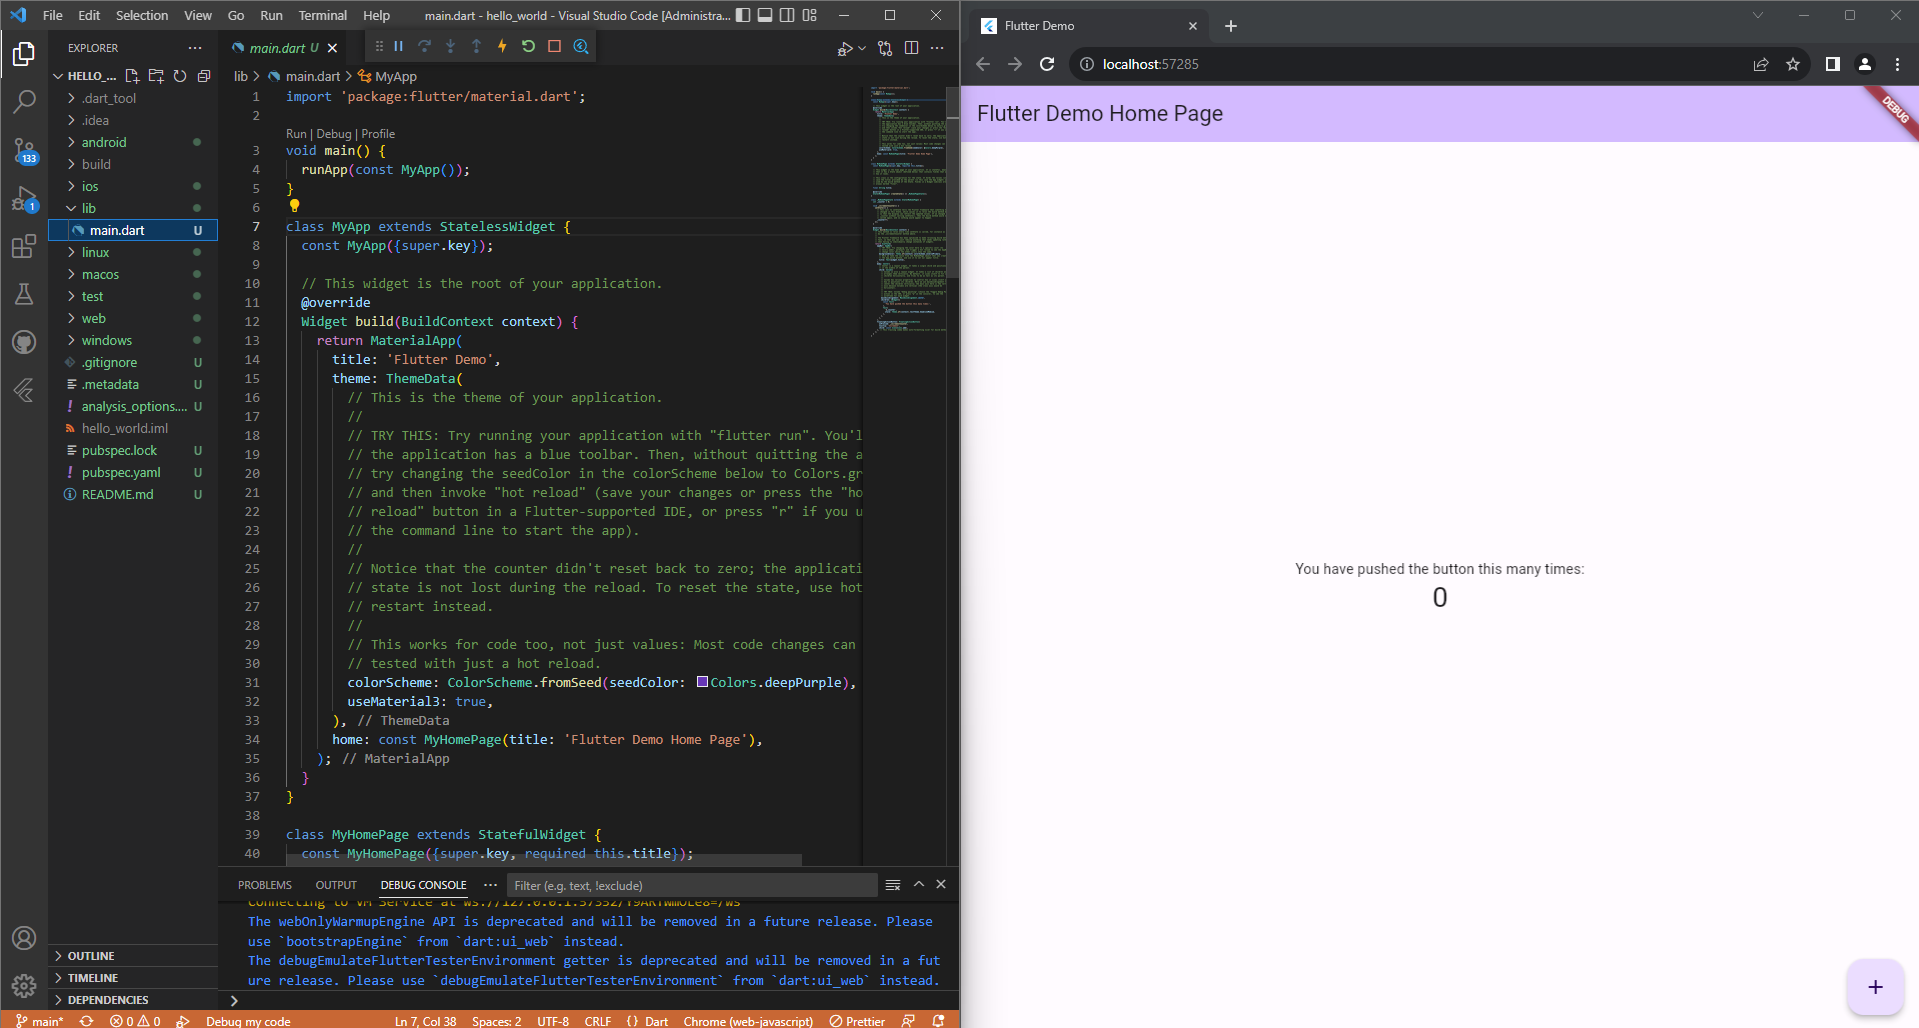 File Edit Selection View Go Run Terminal Help
main.dart - hello_world - Visual Studio Code [Administra...
EXPLORER
HELLO_...
.dart_tool
.idea
android
build
ios
lib
main.dart U
linux
macos
test
web
windows
.gitignore U
.metadata U
analysis_options.... U
hello_world.iml
pubspec.lock U
pubspec.yaml U
README.md U
133
1
OUTLINE
TIMELINE
DEPENDENCIES
main.dart U
lib > main.dart > MyApp
1 import 'package:flutter/material.dart';
2
Run | Debug | Profile
3 void main() {
4 runApp(const MyApp());
5 }
6
7 class MyApp extends StatelessWidget {
8 const MyApp({super.key});
9
10 // This widget is the root of your application.
11 @override
12 Widget build(BuildContext context) {
13 return MaterialApp(
14 title: 'Flutter Demo',
15 theme: ThemeData(
16 // This is the theme of your application.
17 //
18 // TRY THIS: Try running your application with "flutter run". You'l
19 // the application has a blue toolbar. Then, without quitting the a
20 // try changing the seedColor in the colorScheme below to Colors.gr
21 // and then invoke "hot reload" (save your changes or press the "ho
22 // reload" button in a Flutter-supported IDE, or press "r" if you u
23 // the command line to start the app).
24 //
25 // Notice that the counter didn't reset back to zero; the applicati
26 // state is not lost during the reload. To reset the state, use hot
27 // restart instead.
28 //
29 // This works for code too, not just values: Most code changes can
30 // tested with just a hot reload.
31 colorScheme: ColorScheme.fromSeed(seedColor: Colors.deepPurple),
32 useMaterial3: true,
33 ), // ThemeData
34 home: const MyHomePage(title: 'Flutter Demo Home Page'),
35 ); // MaterialApp
36 }
37 }
38
39 class MyHomePage extends StatefulWidget {
40 const MyHomePage({super.key, required this.title});
PROBLEMS OUTPUT DEBUG CONSOLE ... Filter (e.g. text, !exclude)
Connecting to VM Service at
The webOnlyWarmupEngine API is deprecated and will be removed in a future release. Please
use `bootstrapEngine` from `dart:ui_web` instead.
The debugEmulateFlutterTesterEnvironment getter is deprecated and will be removed in a fut
ure release. Please use `debugEmulateFlutterTesterEnvironment` from `dart:ui_web` instead.
main* 0 0 Debug my code Ln 7, Col 38 Spaces: 2 UTF-8 CRLF {} Dart Chrome (web-javascript) Prettier
Flutter Demo
localhost:57285
Flutter Demo Home Page
DEBUG
You have pushed the button this many times:
0
+